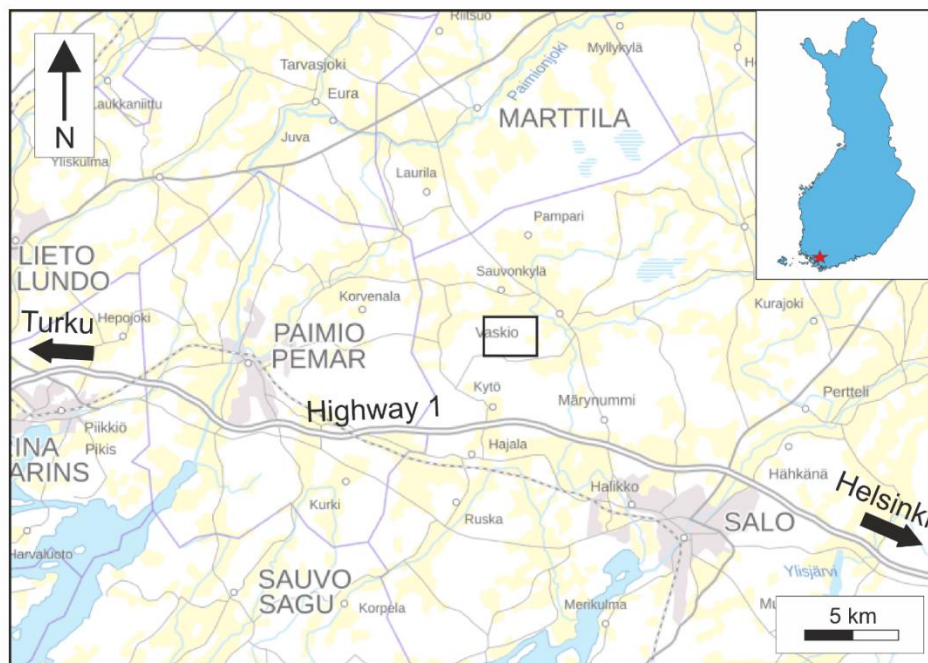 Riitsuo
Myllykylä
Paimionjoki
Tarvasjoki
Eura
Laukkaniittu
MARTTILA
N
Juva
Yliskulma
Laurila
Pampari
LIETO
LUNDO
Sauvonkylä
Korvenala
Kurajoki
Turku
Hepojoki
PAIMIO
PEMAR
Vaskio
Kytö
Pertteli
Highway 1
Märynummi
Piikkiö
Pikis
INA
ARINS
Hajala
Hähkänä
Kurki
Halikko
Helsinki
Ruska
SALO
Harvaluoto
SAUVO
SAGU
Korpela
Merikulma
Ylisjärvi
5 km